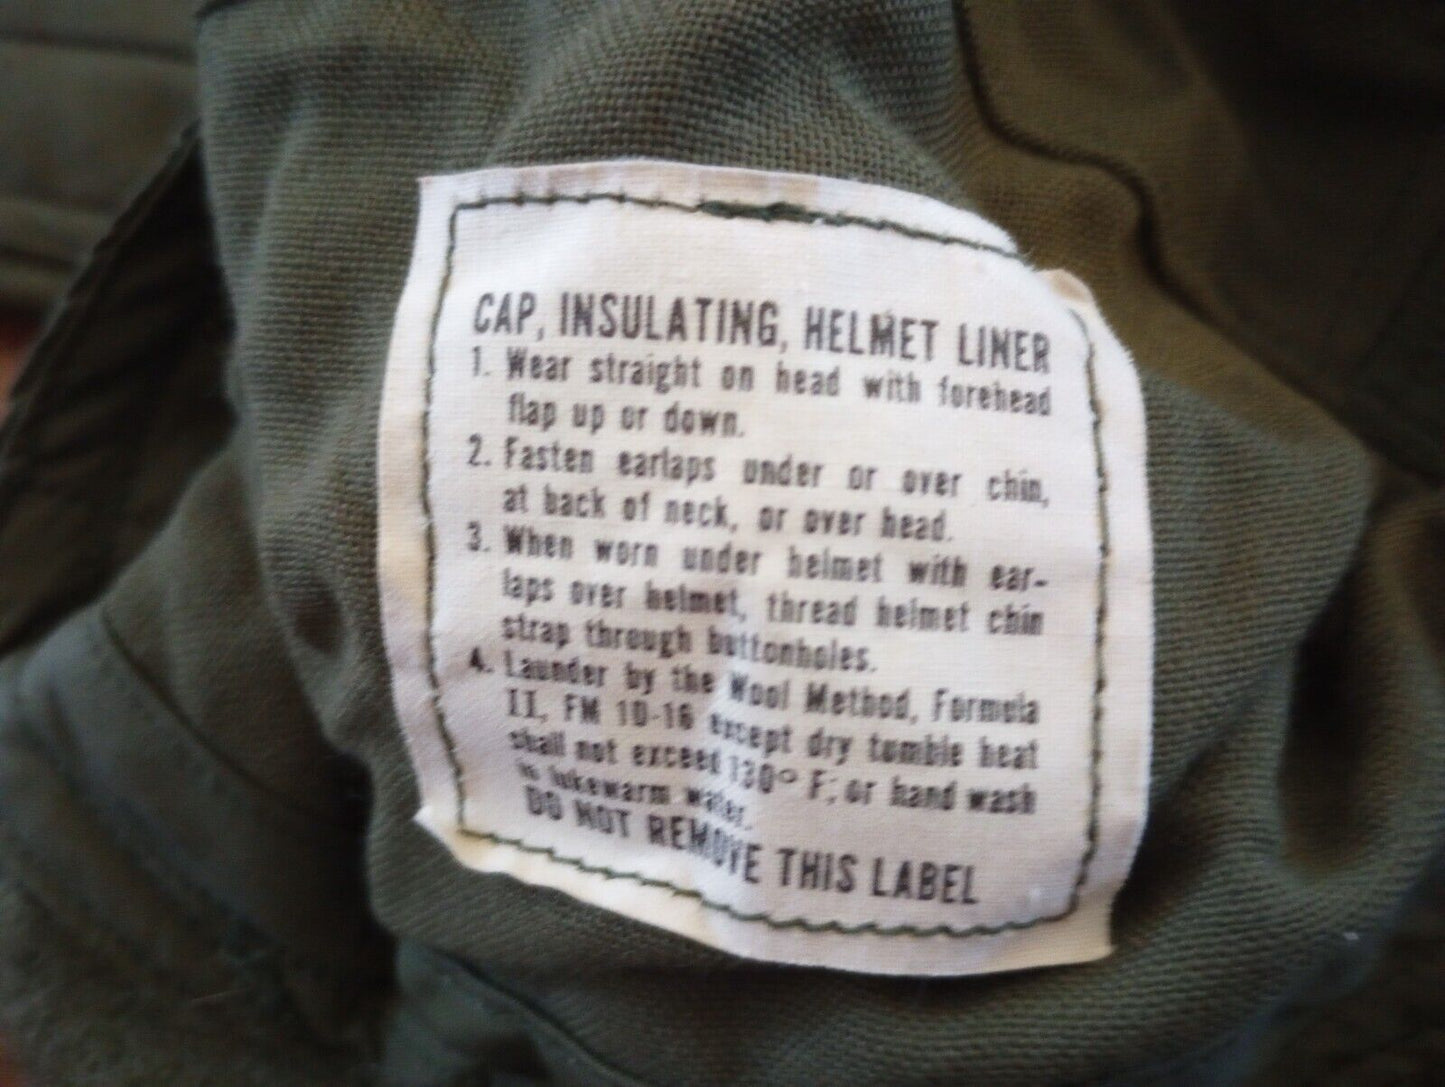 CAP, INSULATING, HELMET LINER
1. Wear straight on head with forehead
flap up or down.
2. Fasten earlaps under or over chin,
at back of neck, or over head.
3. When worn under helmet with ear-
laps over helmet, thread helmet chin
strap through buttonholes.
4. Launder by the Wool Method, Formula
II, FM 10-16 except dry tumble heat
shall not exceed 130° F; or hand wash
in lukewarm water.
DO NOT REMOVE THIS LABEL